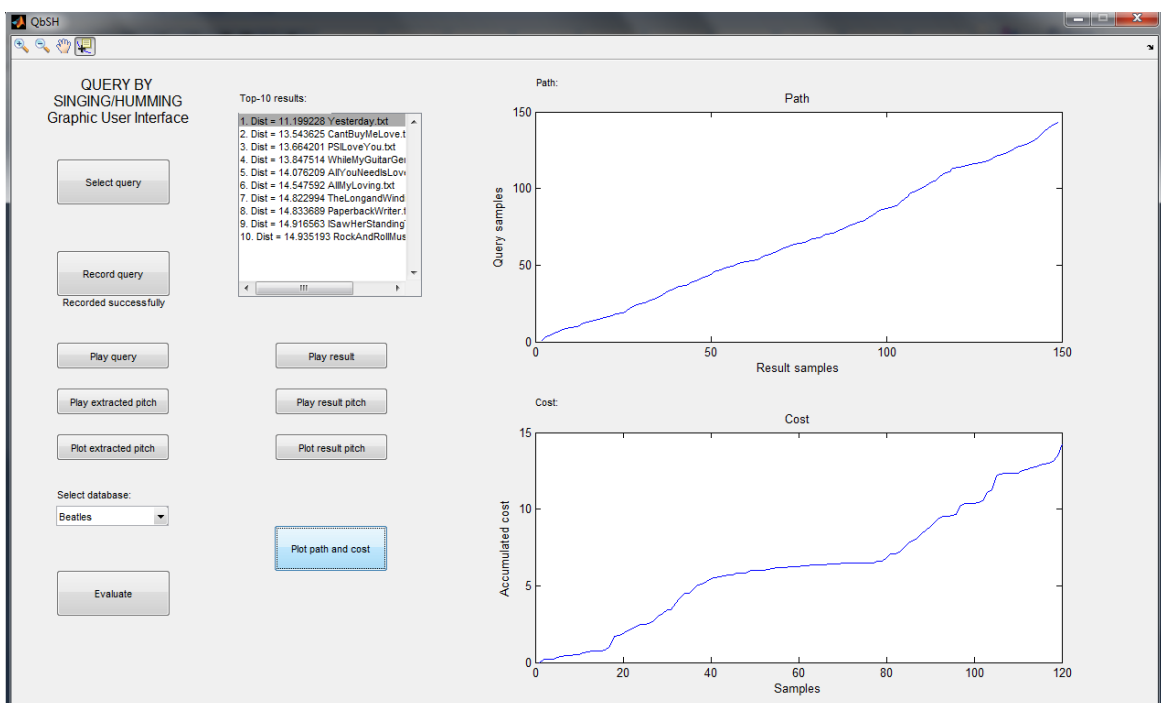 QbSH
QUERY BY
SINGING/HUMMING
Graphic User Interface
Select query
Record query
Recorded successfully
Play query
Play extracted pitch
Plot extracted pitch
Select database:
Beatles
Evaluate
Top-10 results:
1. Dist = 11.199228 Yesterday.txt
2. Dist = 13.543625 CantBuyMeLove.t
3. Dist = 13.664201 PSILoveYou.txt
4. Dist = 13.847514 WhileMyGuitarGer
5. Dist = 14.076209 AllYouNeedIsLove
6. Dist = 14.547592 AllMyLoving.txt
7. Dist = 14.822994 TheLongandWind
8. Dist = 14.833689 PaperbackWriter.t
9. Dist = 14.916563 ISawHerStanding
10. Dist = 14.935193 RockAndRollMus
Play result
Play result pitch
Plot result pitch
Plot path and cost
Path:
Path
150
100
50
0
Query samples
0 50 100 150
Result samples
Cost:
Cost
15
10
5
0
Accumulated cost
0 20 40 60 80 100 120
Samples